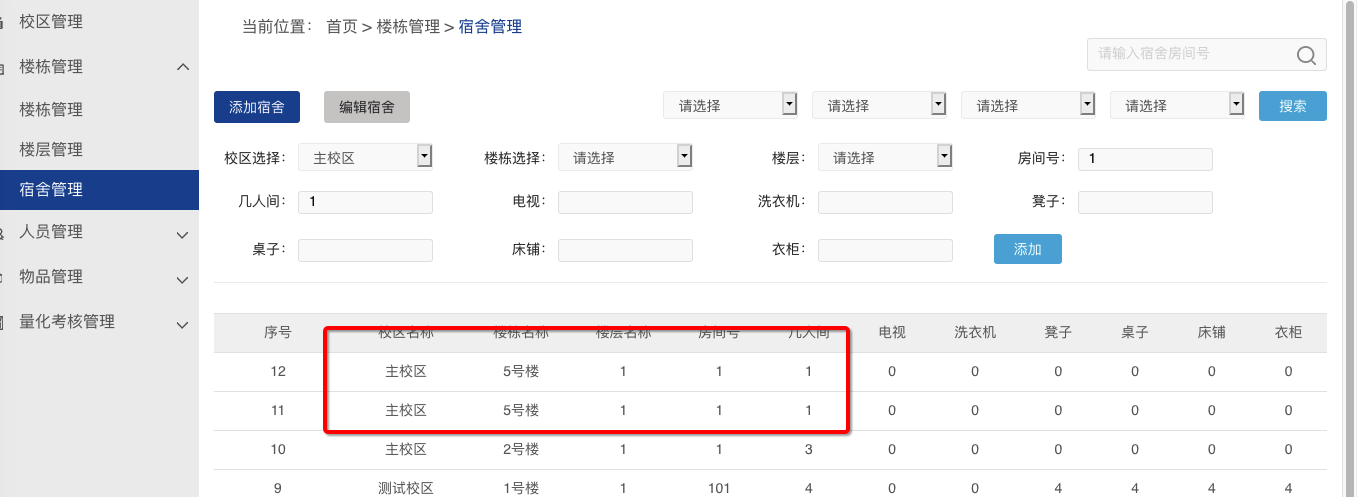 校区管理
楼栋管理
楼栋管理
楼层管理
宿舍管理
人员管理
物品管理
量化考核管理
当前位置： 首页 > 楼栋管理 > 宿舍管理
请输入宿舍房间号
添加宿舍 编辑宿舍 请选择 请选择 请选择 请选择 搜索
校区选择： 主校区 楼栋选择： 请选择 楼层： 请选择 房间号： 1
几人间： 1 电视： 洗衣机： 凳子：
桌子： 床铺： 衣柜： 添加
序号 校区名称 楼栋名称 楼层名称 房间号 几人间 电视 洗衣机 凳子 桌子 床铺 衣柜
12 主校区 5号楼 1 1 1 0 0 0 0 0 0
11 主校区 5号楼 1 1 1 0 0 0 0 0 0
10 主校区 2号楼 1 1 3 0 0 0 0 0 0
9 测试校区 1号楼 1 101 4 0 0 4 4 4 4